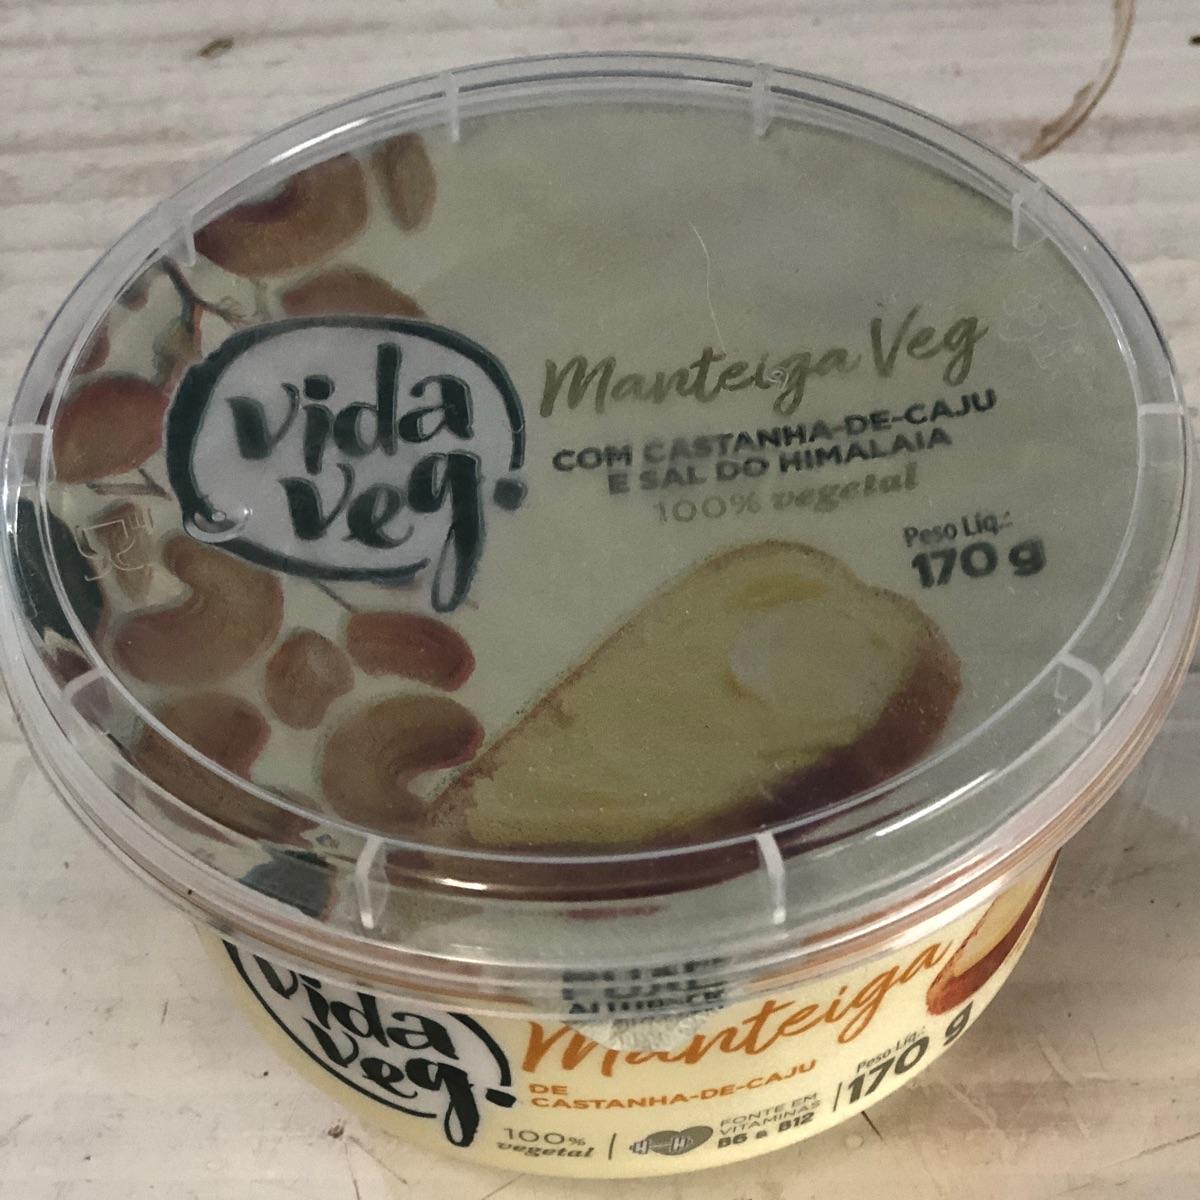 vida
veg.
Manteiga Veg
COM CASTANHA-DE-CAJU
E SAL DO HIMALAIA
100% vegetal
Peso Líq.:
170 g
vida
veg.
Manteiga
DE
CASTANHA-DE-CAJU
100%
vegetal
FONTE EM
VITAMINAS
B6 & B12
Peso Líq.:
170 g